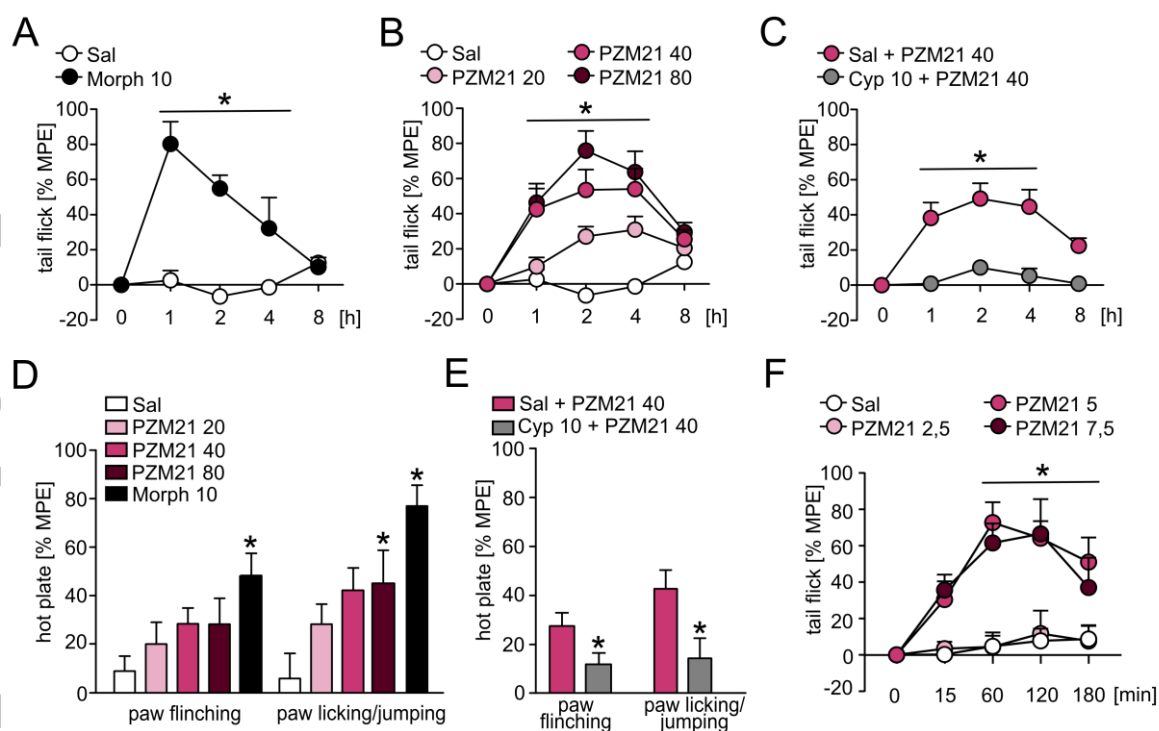 A
Sal
Morph 10
*
tail flick [% MPE]
100
80
60
40
20
0
-20
0 1 2 4 8 [h]
B
Sal PZM21 40
PZM21 20 PZM21 80
*
tail flick [% MPE]
100
80
60
40
20
0
-20
0 1 2 4 8 [h]
C
Sal + PZM21 40
Cyp 10 + PZM21 40
*
tail flick [% MPE]
100
80
60
40
20
0
-20
0 1 2 4 8 [h]
D
Sal
PZM21 20
PZM21 40
PZM21 80
Morph 10
* * *
hot plate [% MPE]
100
80
60
40
20
0
paw flinching paw licking/jumping
E
Sal + PZM21 40
Cyp 10 + PZM21 40
* *
hot plate [% MPE]
100
80
60
40
20
0
paw paw licking/
flinching jumping
F
Sal PZM21 5
PZM21 2,5 PZM21 7,5
*
tail flick [% MPE]
100
80
60
40
20
0
-20
0 15 60 120 180 [min]